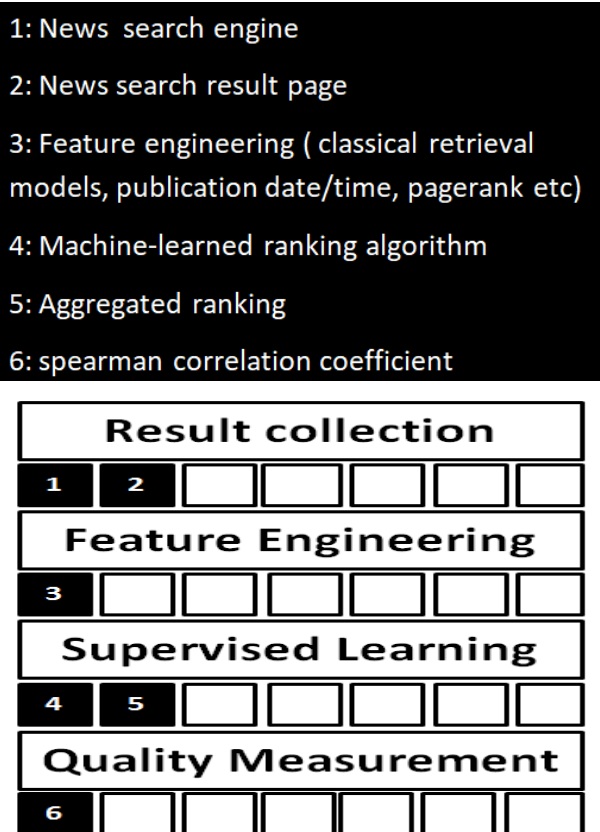 1: News search engine
2: News search result page
3: Feature engineering ( classical retrieval
models, publication date/time, pagerank etc)
4: Machine-learned ranking algorithm
5: Aggregated ranking
6: spearman correlation coefficient
Result collection
1 2
Feature Engineering
3
Supervised Learning
4 5
Quality Measurement
6